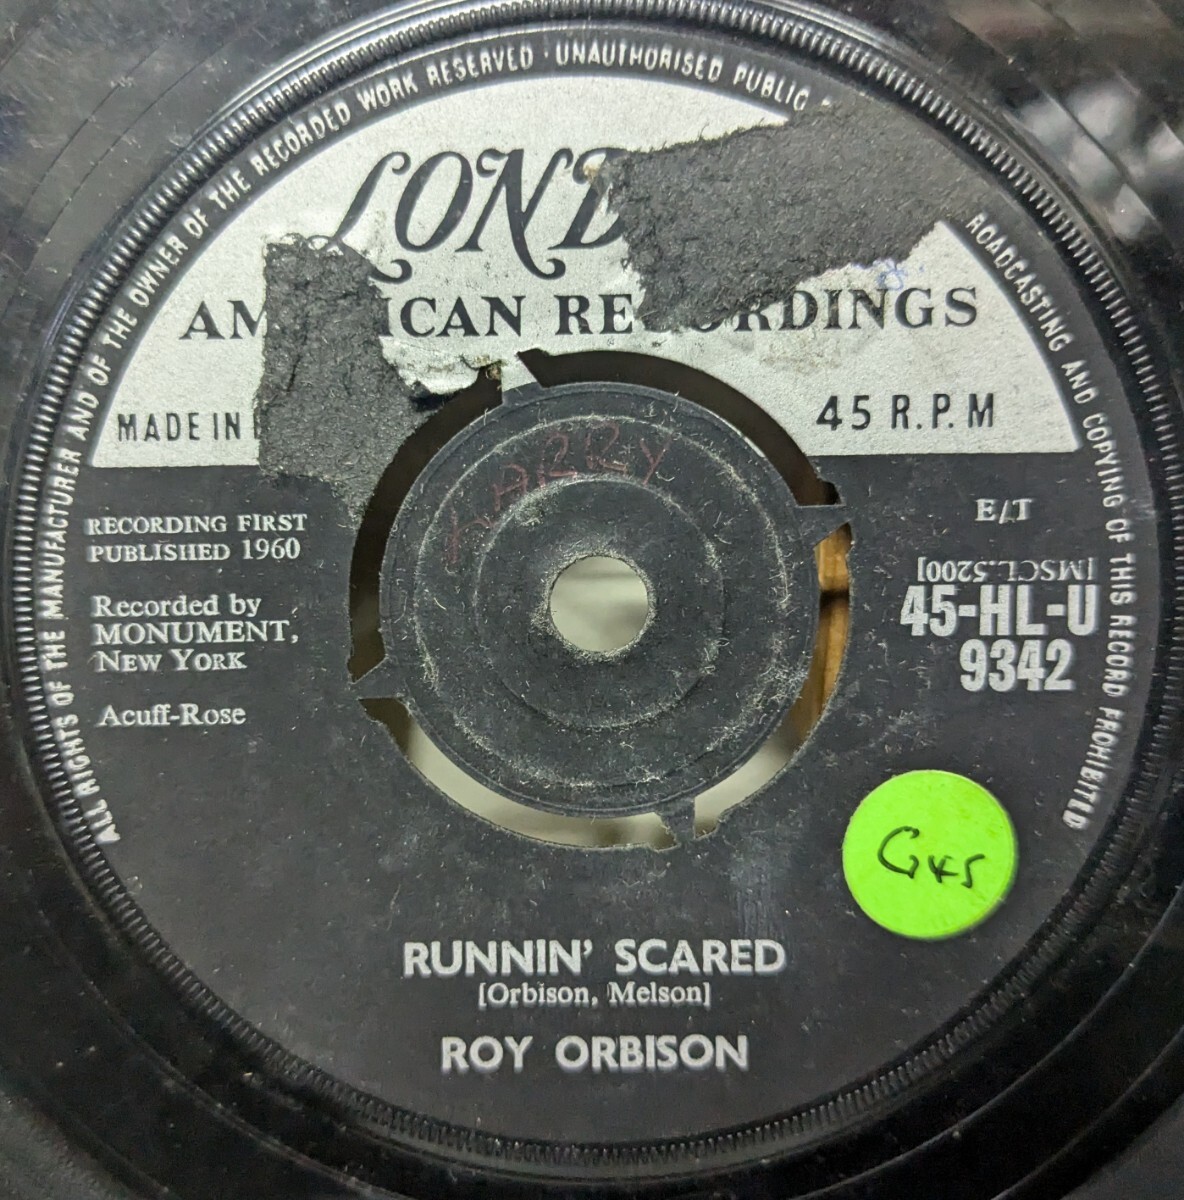 ALL RIGHTS OF THE MANUFACTURER AND OF THE OWNER OF THE RECORDED WORK RESERVED · UNAUTHORISED PUBLIC
ROADCASTING AND COPYING OF THIS RECORD PROHIBITED
LOND
AM ICAN RE ORDINGS
MADE IN
45 R.P.M
HARRY
RECORDING FIRST
PUBLISHED 1960
Recorded by
MONUMENT,
NEW YORK
Acuff-Rose
E/T
[MSCL.5200]
45-HL-U
9342
G45
RUNNIN' SCARED
[Orbison, Melson]
ROY ORBISON